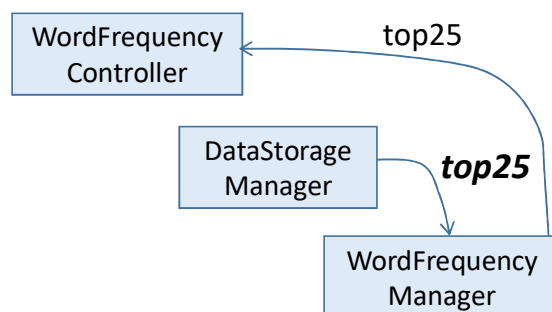 WordFrequency
Controller
top25
DataStorage
Manager
top25
WordFrequency
Manager